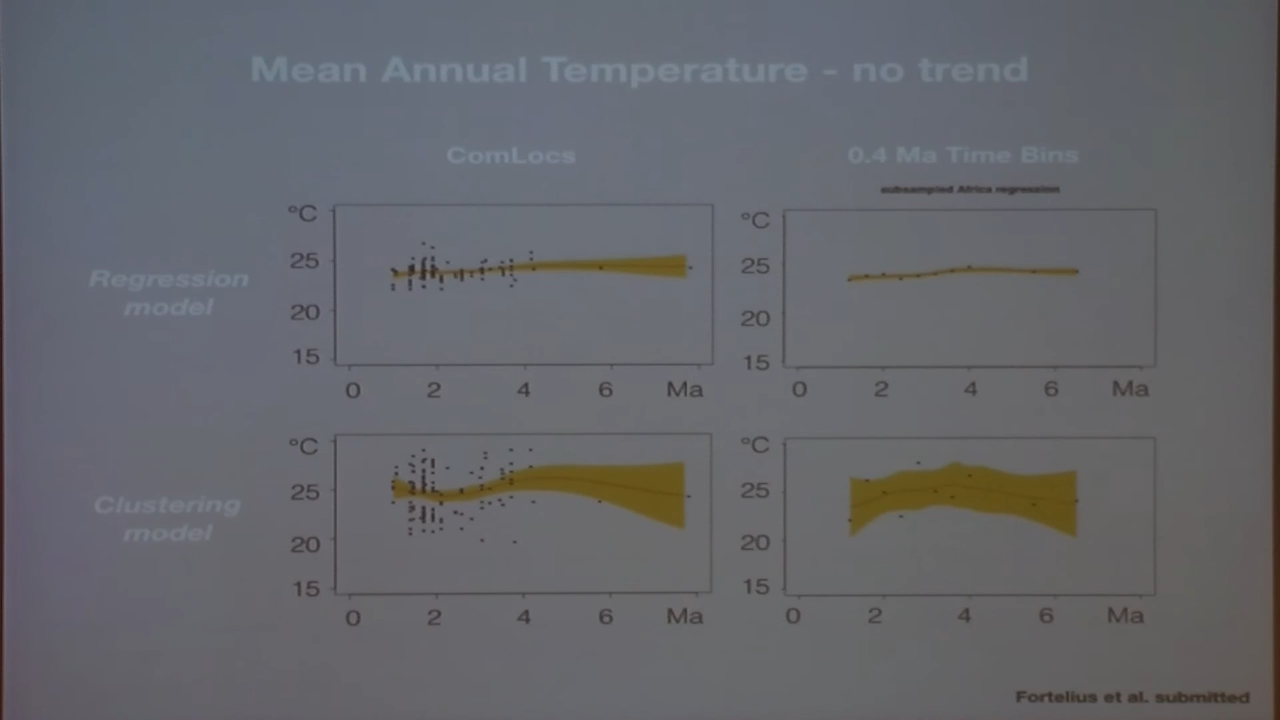 Mean Annual Temperature - no trend
ComLocs
0.4 Ma Time Bins
subsampled Africa regression
Regression
model
°C
25
20
15
0 2 4 6 Ma
°C
25
20
15
0 2 4 6 Ma
Clustering
model
°C
25
20
15
0 2 4 6 Ma
°C
25
20
15
0 2 4 6 Ma
Fortelius et al. submitted